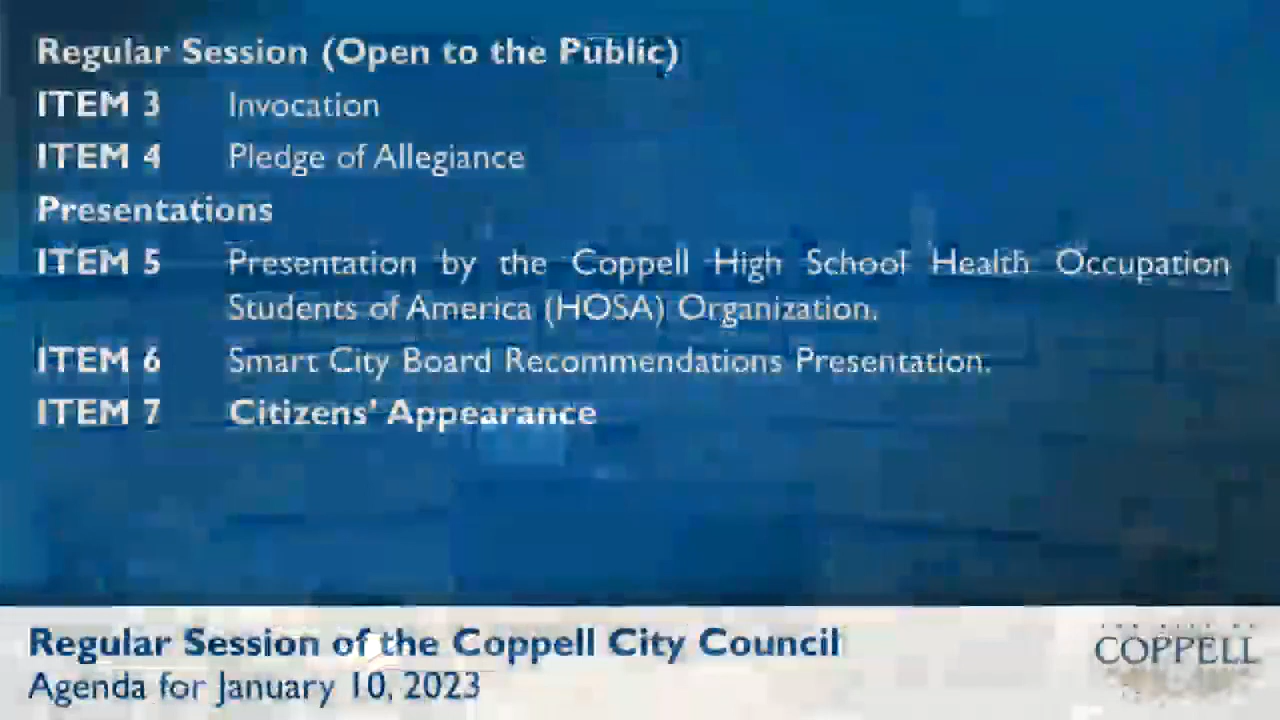 Regular Session (Open to the Public)
ITEM 3 Invocation
ITEM 4 Pledge of Allegiance
Presentations
ITEM 5 Presentation by the Coppell High School Health Occupation
Students of America (HOSA) Organization.
ITEM 6 Smart City Board Recommendations Presentation.
ITEM 7 Citizens' Appearance
Regular Session of the Coppell City Council
Agenda for January 10, 2023
COPPELL